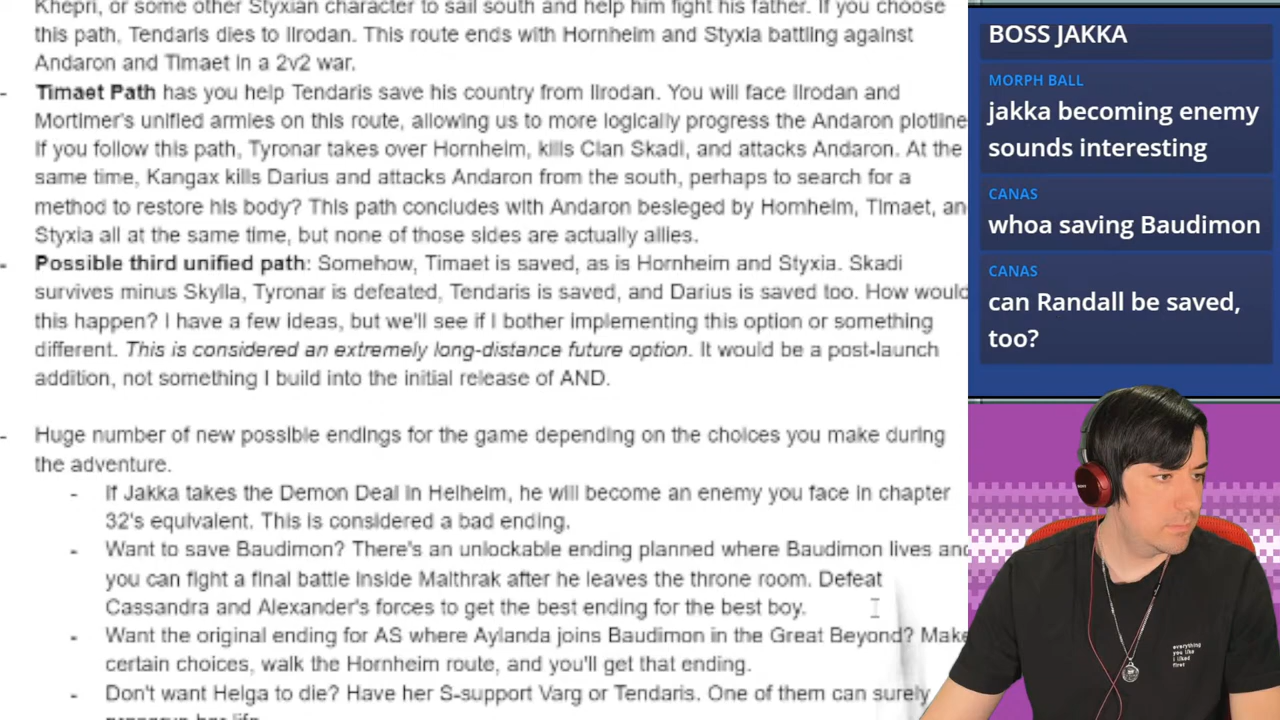 Khepri, or some other Styxian character to sail south and help him fight his father. If you choose
this path, Tendaris dies to Ilrodan. This route ends with Hornheim and Styxia battling against
Andaron and Timaet in a 2v2 war.
- Timaet Path has you help Tendaris save his country from Ilrodan. You will face Ilrodan and
Mortimer's unified armies on this route, allowing us to more logically progress the Andaron plotline
If you follow this path, Tyronar takes over Hornheim, kills Clan Skadi, and attacks Andaron. At the
same time, Kangax kills Darius and attacks Andaron from the south, perhaps to search for a
method to restore his body? This path concludes with Andaron besieged by Hornheim, Timaet, an
Styxia all at the same time, but none of those sides are actually allies.
- Possible third unified path: Somehow, Timaet is saved, as is Hornheim and Styxia. Skadi
survives minus Skylla, Tyronar is defeated, Tendaris is saved, and Darius is saved too. How would
this happen? I have a few ideas, but we'll see if I bother implementing this option or something
different. This is considered an extremely long-distance future option. It would be a post-launch
addition, not something I build into the initial release of AND.
- Huge number of new possible endings for the game depending on the choices you make during
the adventure.
- If Jakka takes the Demon Deal in Helheim, he will become an enemy you face in chapter
32's equivalent. This is considered a bad ending.
- Want to save Baudimon? There's an unlockable ending planned where Baudimon lives and
you can fight a final battle inside Malthrak after he leaves the throne room. Defeat
Cassandra and Alexander's forces to get the best ending for the best boy.
- Want the original ending for AS where Aylanda joins Baudimon in the Great Beyond? Make
certain choices, walk the Hornheim route, and you'll get that ending.
- Don't want Helga to die? Have her S-support Varg or Tendaris. One of them can surely
BOSS JAKKA
MORPH BALL
jakka becoming enemy
sounds interesting
CANAS
whoa saving Baudimon
CANAS
can Randall be saved,
too?
everything
you like
i liked
first